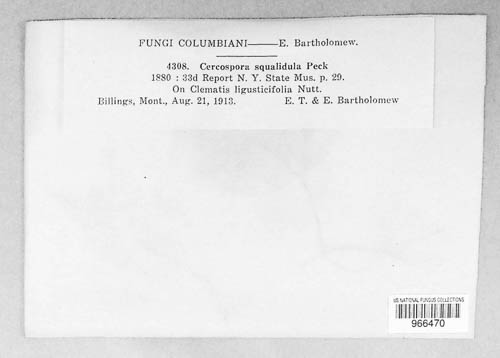 FUNGI COLUMBIANI——E. Bartholomew.
4308. Cercospora squalidula Peck
1880 : 33d Report N. Y. State Mus. p. 29.
On Clematis ligusticifolia Nutt.
Billings, Mont., Aug. 21, 1913. E. T. & E. Bartholomew
US NATIONAL FUNGUS COLLECTIONS
966470